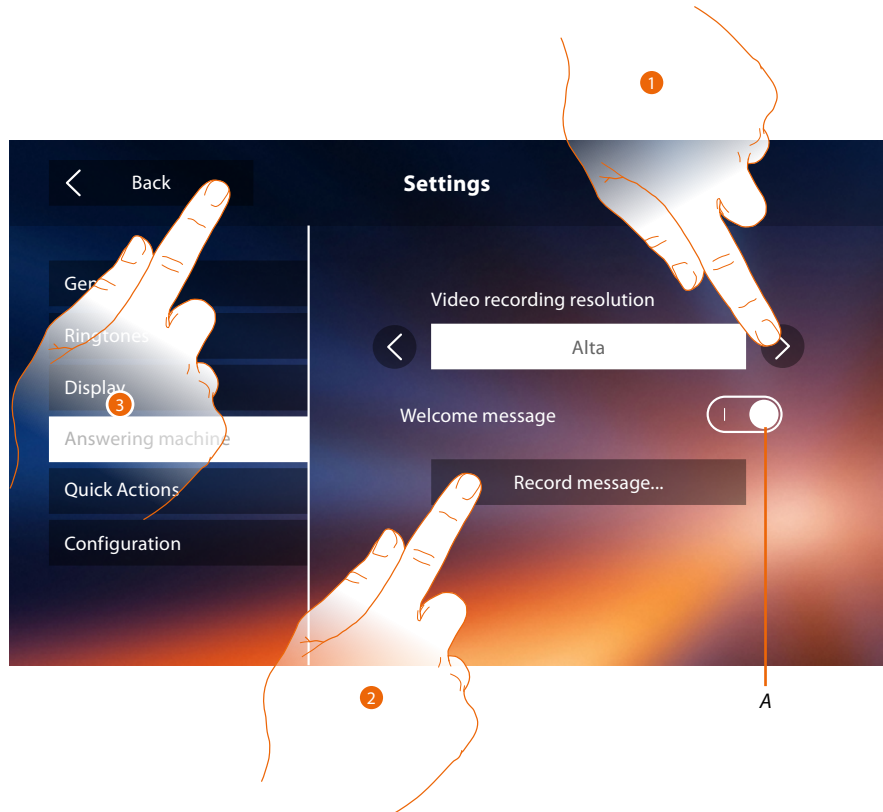 1
Back
Settings
General
Ringtones
Display
3
Answering machine
Quick Actions
Configuration
Video recording resolution
Alta
Welcome message
Record message...
2
A